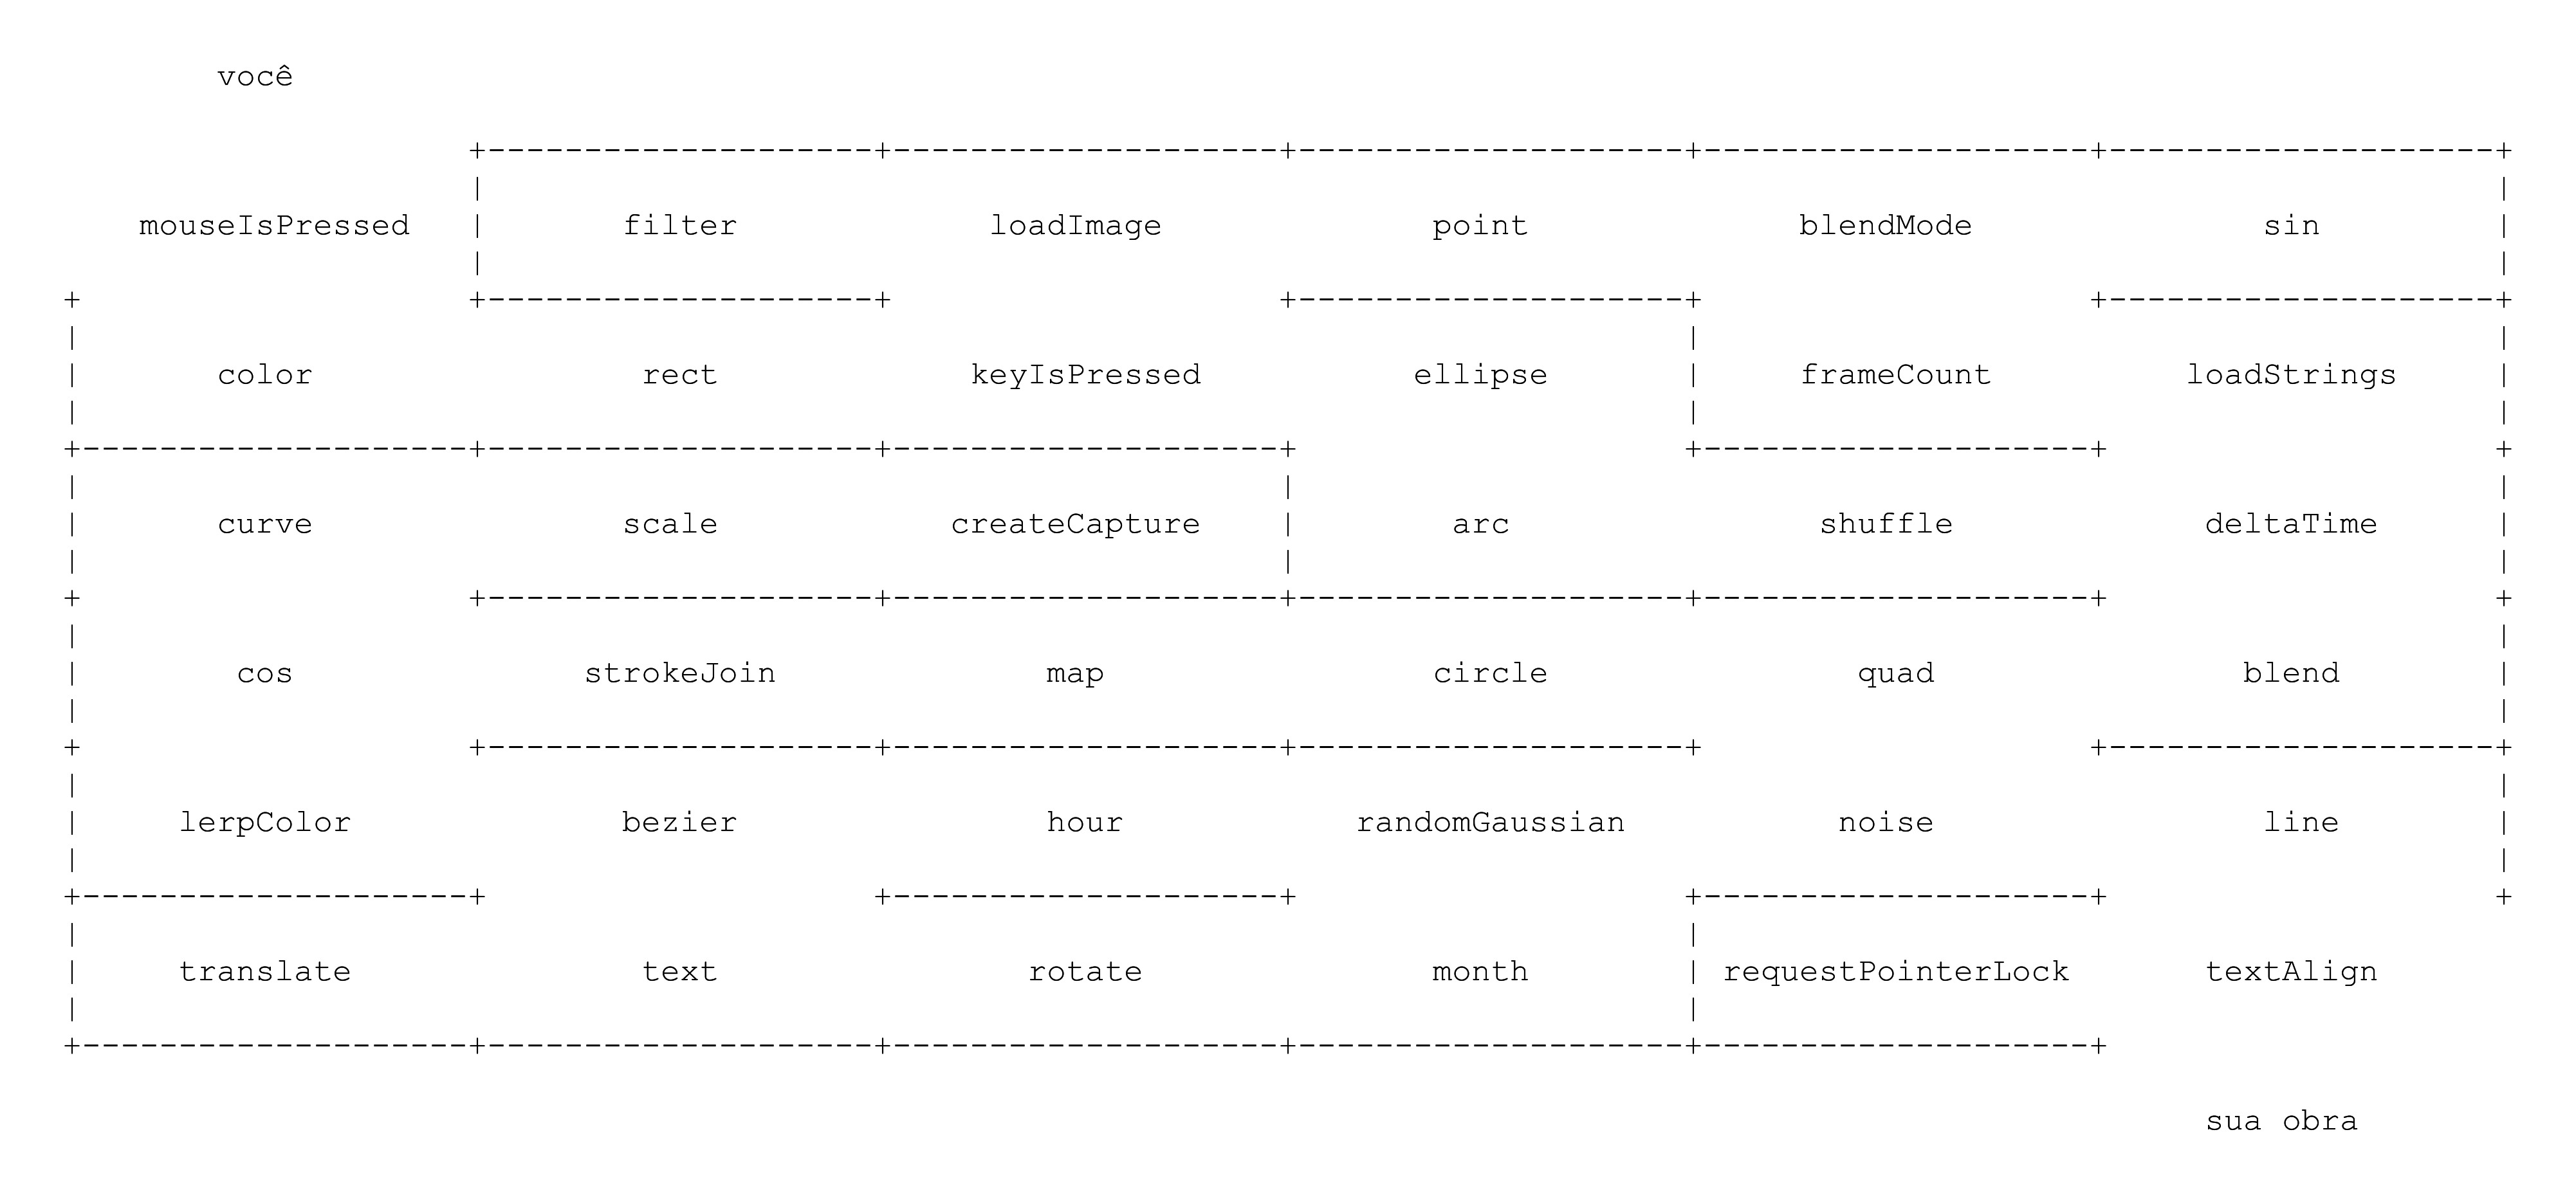 você
mouseIsPressed filter loadImage point blendMode sin
color rect keyIsPressed ellipse frameCount loadStrings
curve scale createCapture arc shuffle deltaTime
cos strokeJoin map circle quad blend
lerpColor bezier hour randomGaussian noise line
translate text rotate month requestPointerLock textAlign
sua obra